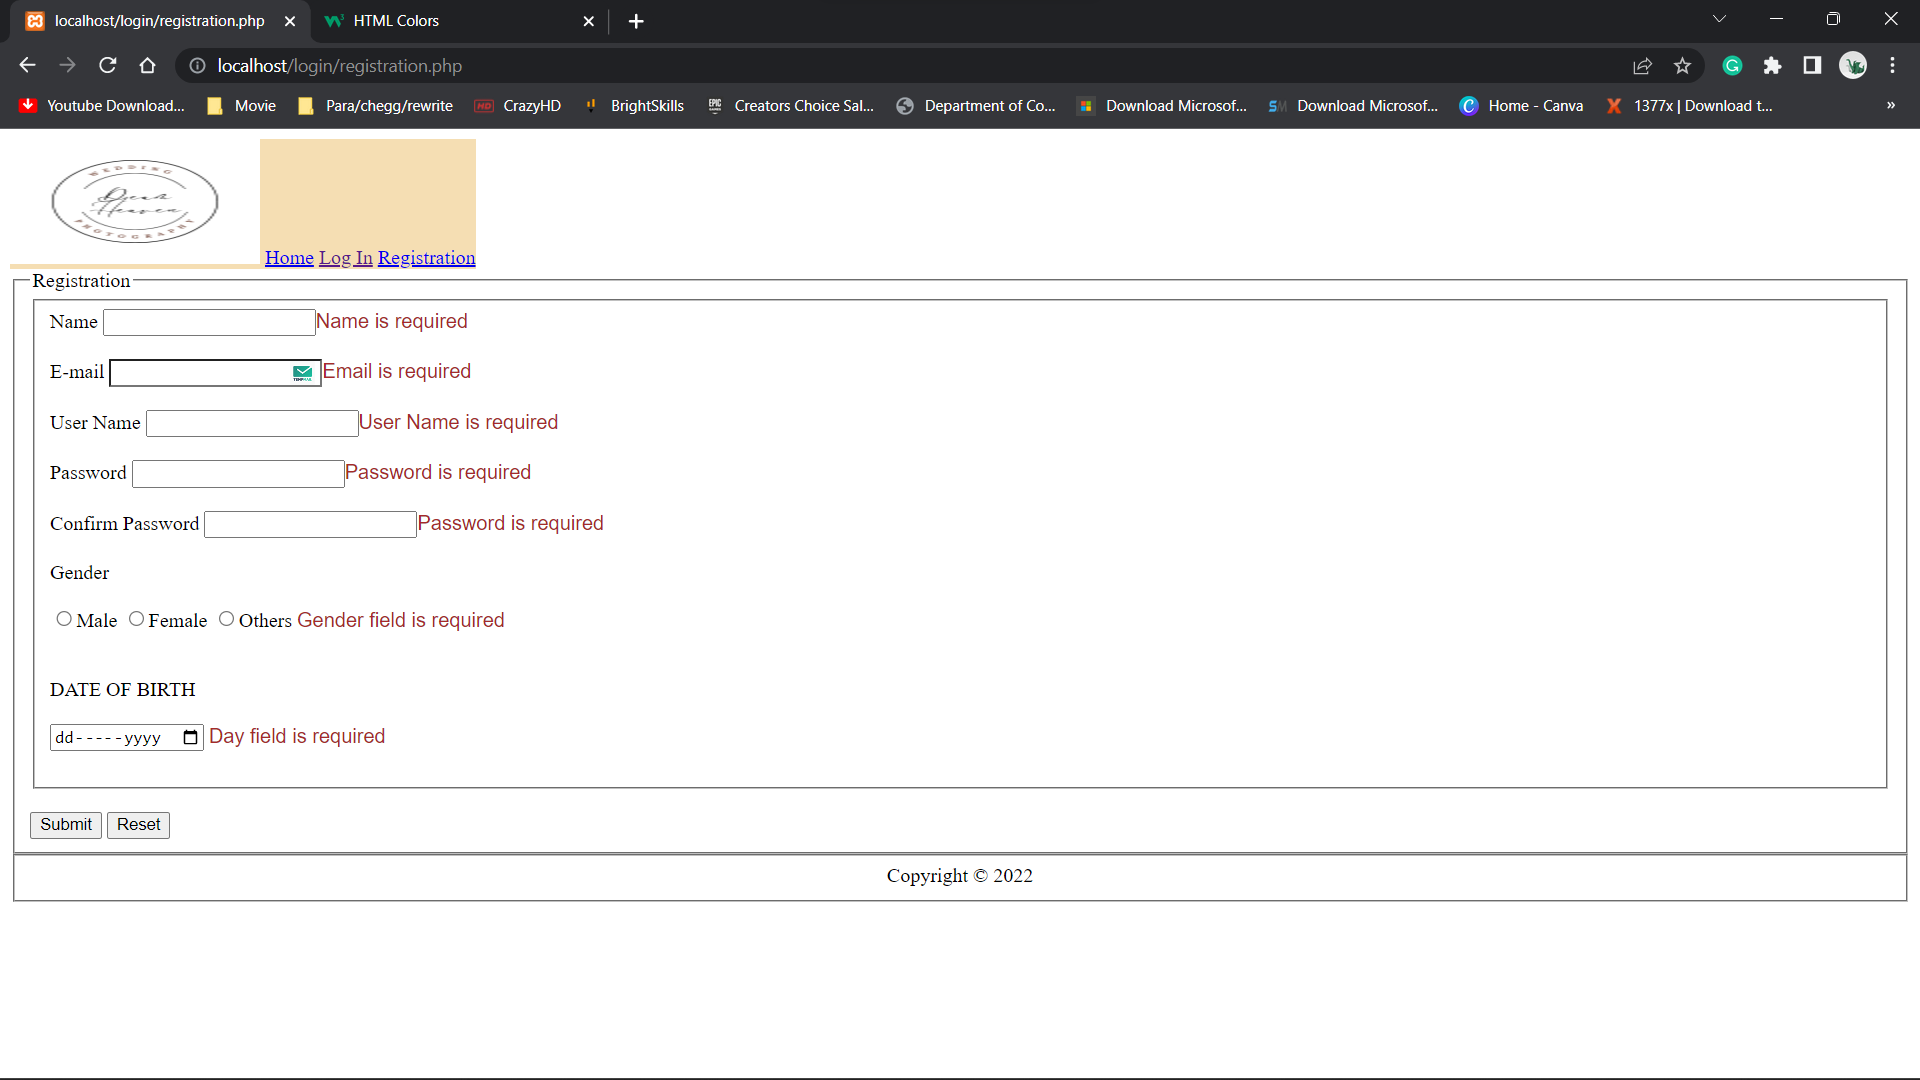 localhost/login/registration.php
HTML Colors
localhost/login/registration.php
Youtube Download... Movie Para/chegg/rewrite CrazyHD BrightSkills Creators Choice Sal... Department of Co... Download Microsof... Download Microsof... Home - Canva 1377x | Download t... »
WEDDING
Heaven
PHOTOGRAPHY
Home Log In Registration
Registration
Name Name is required
E-mail Email is required
User Name User Name is required
Password Password is required
Confirm Password Password is required
Gender
Male Female Others Gender field is required
DATE OF BIRTH
dd-----yyyy Day field is required
Submit Reset
Copyright © 2022